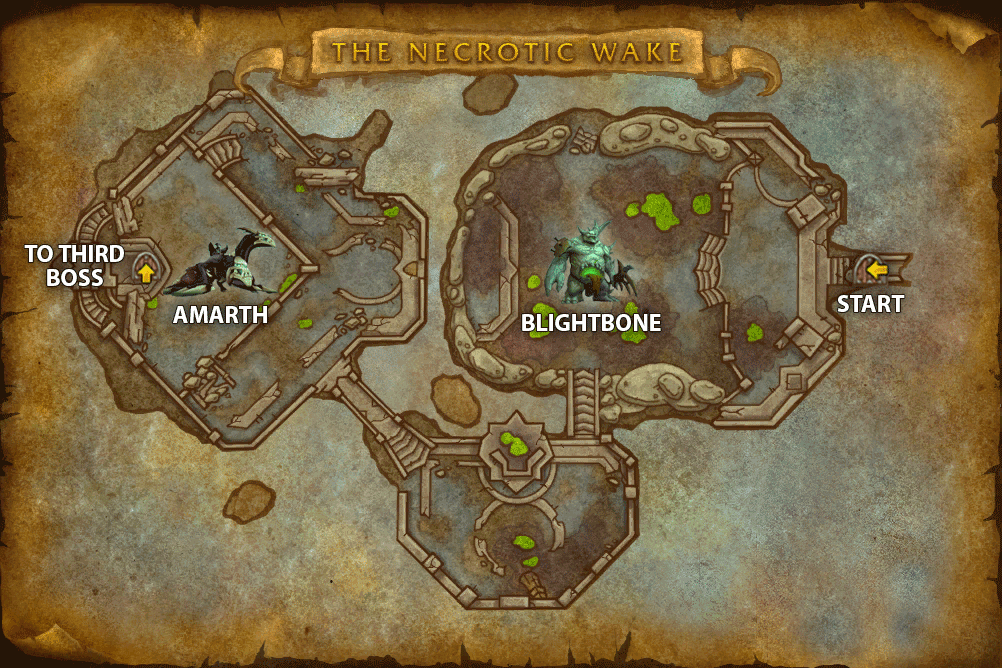 THE NECROTIC WAKE
TO THIRD
BOSS
AMARTH
BLIGHTBONE
START